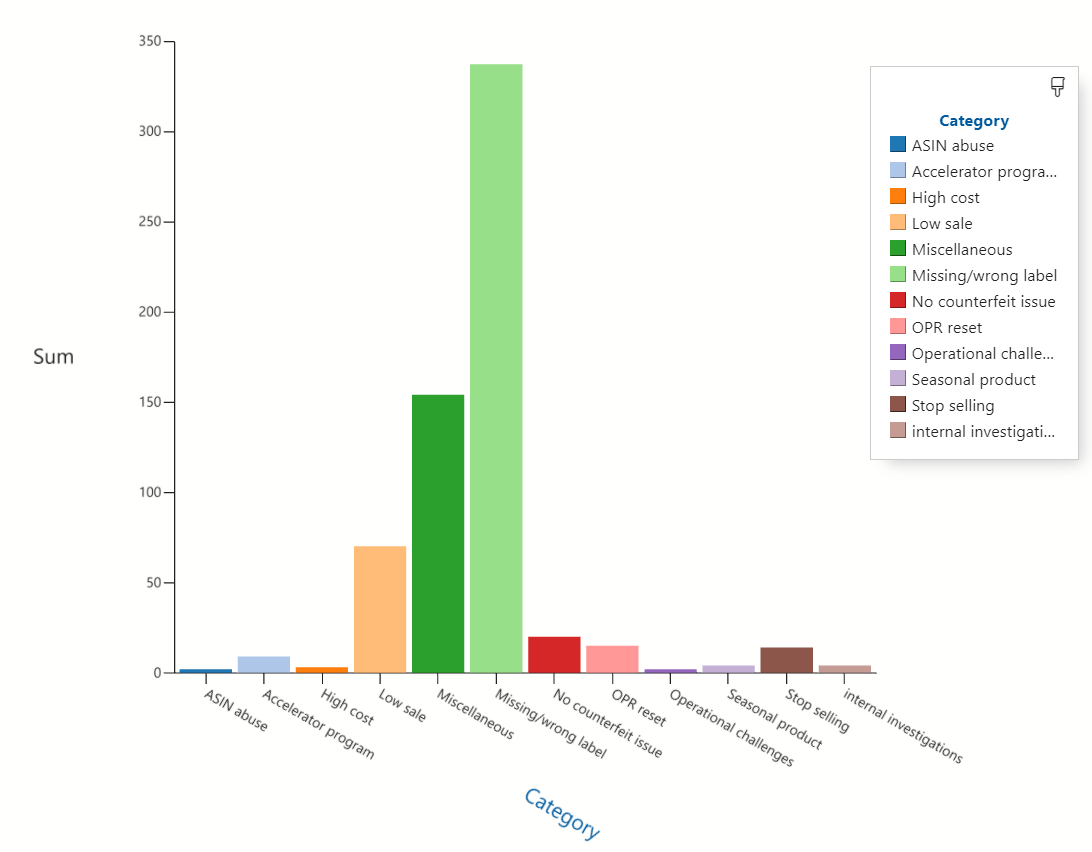 350
300
250
200
150
100
50
0
Sum
ASIN abuse
Accelerator program
High cost
Low sale
Miscellaneous
Missing/wrong label
No counterfeit issue
OPR reset
Operational challenges
Seasonal product
Stop selling
internal investigations
Category
Category
ASIN abuse
Accelerator progra...
High cost
Low sale
Miscellaneous
Missing/wrong label
No counterfeit issue
OPR reset
Operational challe...
Seasonal product
Stop selling
internal investigati...